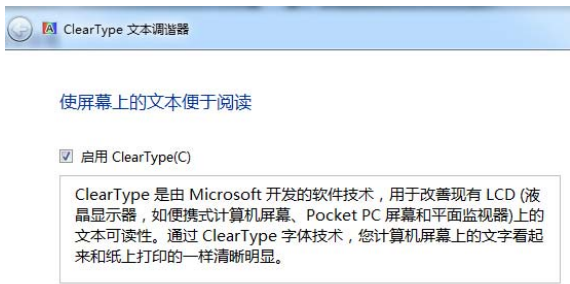 ClearType 文本调谐器
使屏幕上的文本便于阅读
启用 ClearType(C)
ClearType 是由 Microsoft 开发的软件技术，用于改善现有 LCD (液
晶显示器，如便携式计算机屏幕、Pocket PC 屏幕和平面监视器)上的
文本可读性。通过 ClearType 字体技术，您计算机屏幕上的文字看起
来和纸上打印的一样清晰明显。